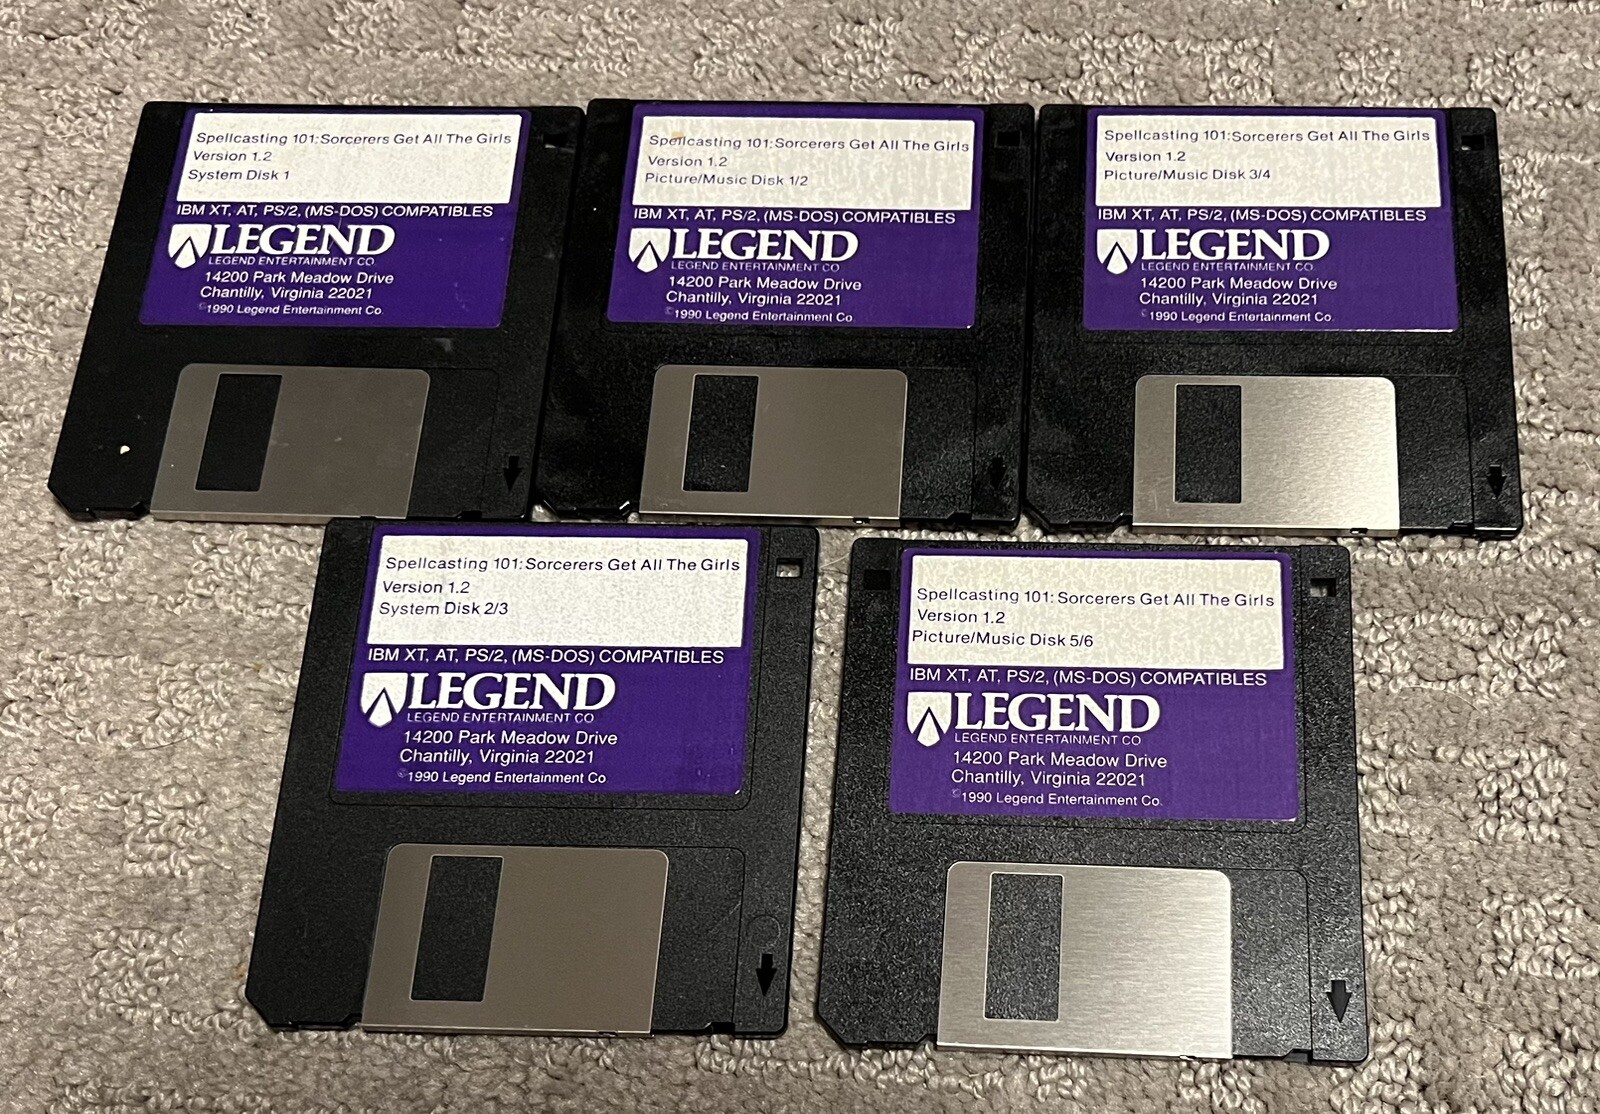 Spellcasting 101:Sorcerers Get All The Girls
Version 1.2
System Disk 1
IBM XT, AT, PS/2, (MS-DOS) COMPATIBLES
LEGEND
LEGEND ENTERTAINMENT CO
14200 Park Meadow Drive
Chantilly, Virginia 22021
©1990 Legend Entertainment Co.
Spellcasting 101:Sorcerers Get All The Girls
Version 1.2
Picture/Music Disk 1/2
IBM XT, AT, PS/2, (MS-DOS) COMPATIBLES
LEGEND
LEGEND ENTERTAINMENT CO
14200 Park Meadow Drive
Chantilly, Virginia 22021
©1990 Legend Entertainment Co.
Spellcasting 101:Sorcerers Get All The Girls
Version 1.2
Picture/Music Disk 3/4
IBM XT, AT, PS/2, (MS-DOS) COMPATIBLES
LEGEND
LEGEND ENTERTAINMENT CO.
14200 Park Meadow Drive
Chantilly, Virginia 22021
©1990 Legend Entertainment Co.
Spellcasting 101:Sorcerers Get All The Girls
Version 1.2
System Disk 2/3
IBM XT, AT, PS/2, (MS-DOS) COMPATIBLES
LEGEND
LEGEND ENTERTAINMENT CO
14200 Park Meadow Drive
Chantilly, Virginia 22021
©1990 Legend Entertainment Co.
Spellcasting 101:Sorcerers Get All The Girls
Version 1.2
Picture/Music Disk 5/6
IBM XT, AT, PS/2, (MS-DOS) COMPATIBLES
LEGEND
LEGEND ENTERTAINMENT CO
14200 Park Meadow Drive
Chantilly, Virginia 22021
©1990 Legend Entertainment Co.